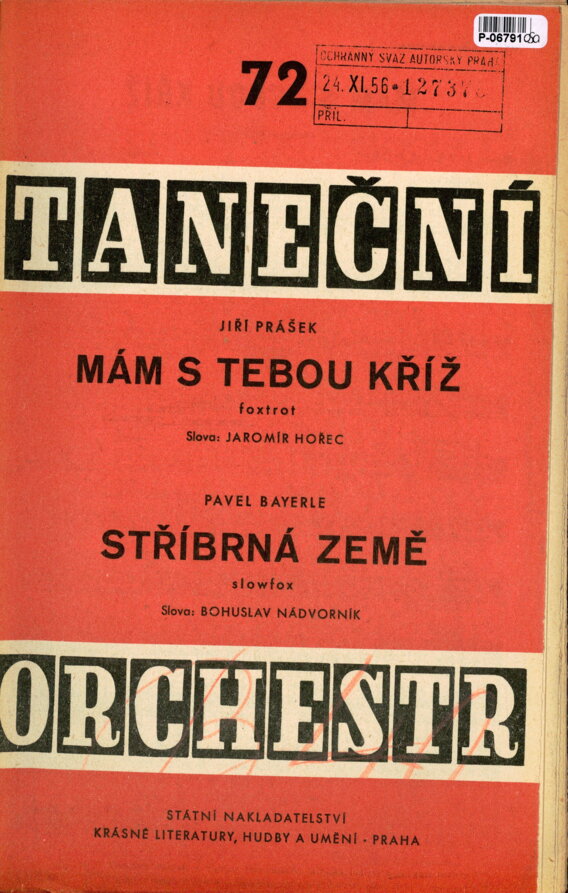 P-06791
72
OCHRANNÝ SVAZ AUTORSKÝ PRAHA
24. XI. 56
PŘÍL.
TANEČNÍ
JIŘÍ PRÁŠEK
MÁM S TEBOU KŘÍŽ
foxtrot
Slova: JAROMÍR HOŘEC
PAVEL BAYERLE
STŘÍBRNÁ ZEMĚ
slowfox
Slova: BOHUSLAV NÁDVORNÍK
ORCHESTR
STÁTNÍ NAKLADATELSTVÍ
KRÁSNÉ LITERATURY, HUDBY A UMĚNÍ - PRAHA